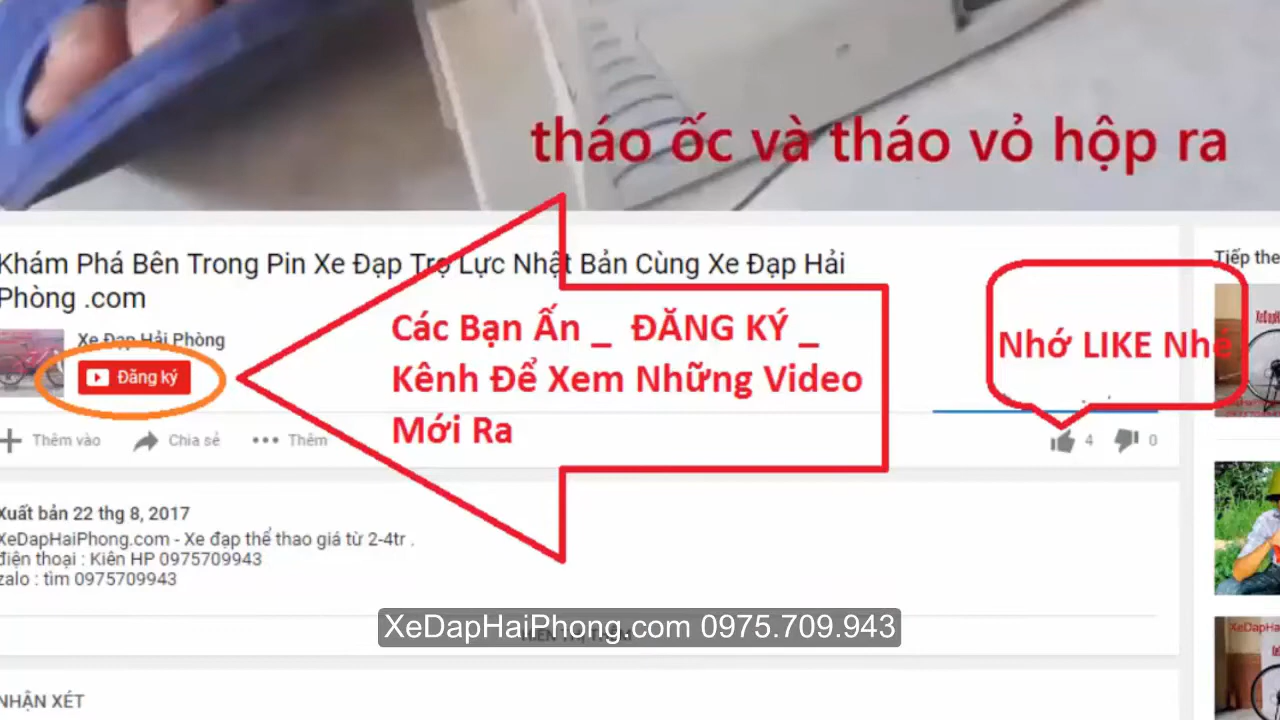 tháo ốc và tháo vỏ hộp ra
Khám Phá Bên Trong Pin Xe Đạp Trợ Lực Nhật Bản Cùng Xe Đạp Hải
Phòng .com
Tiếp the
Xe Đạp Hải Phòng
Đăng ký
Các Bạn Ấn _ ĐĂNG KÝ _
Kênh Để Xem Những Video
Mới Ra
Nhớ LIKE Nhé
Thêm vào
Chia sẻ
Thêm
4
0
Xuất bản 22 thg 8, 2017
XeDapHaiPhong.com - Xe đạp thể thao giá từ 2-4tr .
điện thoại : Kiên HP 0975709943
zalo : tìm 0975709943
XeDapHaiPhong.com 0975.709.943
NHẬN XÉT